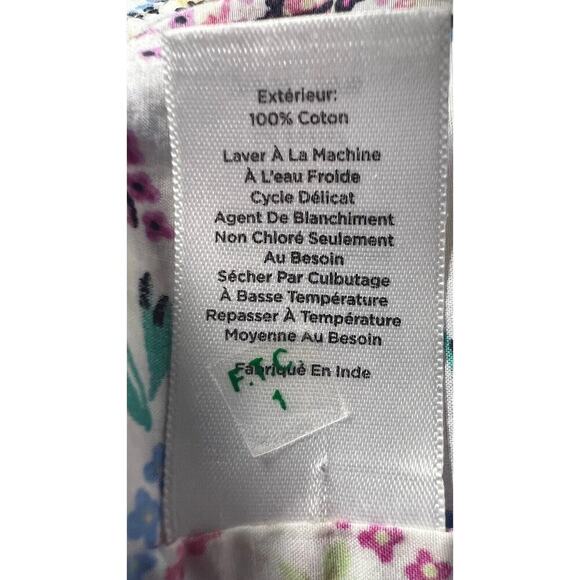 Extérieur:
100% Coton
Laver À La Machine
À L'eau Froide
Cycle Délicat
Agent De Blanchiment
Non Chloré Seulement
Au Besoin
Sécher Par Culbutage
À Basse Température
Repasser À Température
Moyenne Au Besoin
Fabriqué En Inde
F.T.C.
1